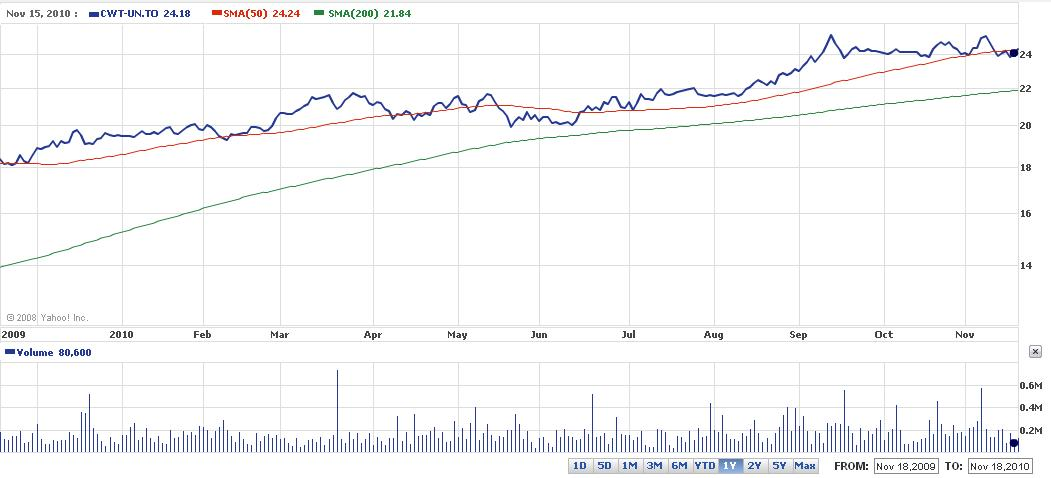 Nov 15, 2010 : CWT-UN.TO 24.18 SMA(50) 24.24 SMA(200) 21.84
24
22
20
18
16
14
© 2008 Yahoo! Inc.
2009 2010 Feb Mar Apr May Jun Jul Aug Sep Oct Nov
Volume 80,600
0.6M
0.4M
0.2M
1D 5D 1M 3M 6M YTD 1Y 2Y 5Y Max FROM: Nov 18,2009 TO: Nov 18,2010